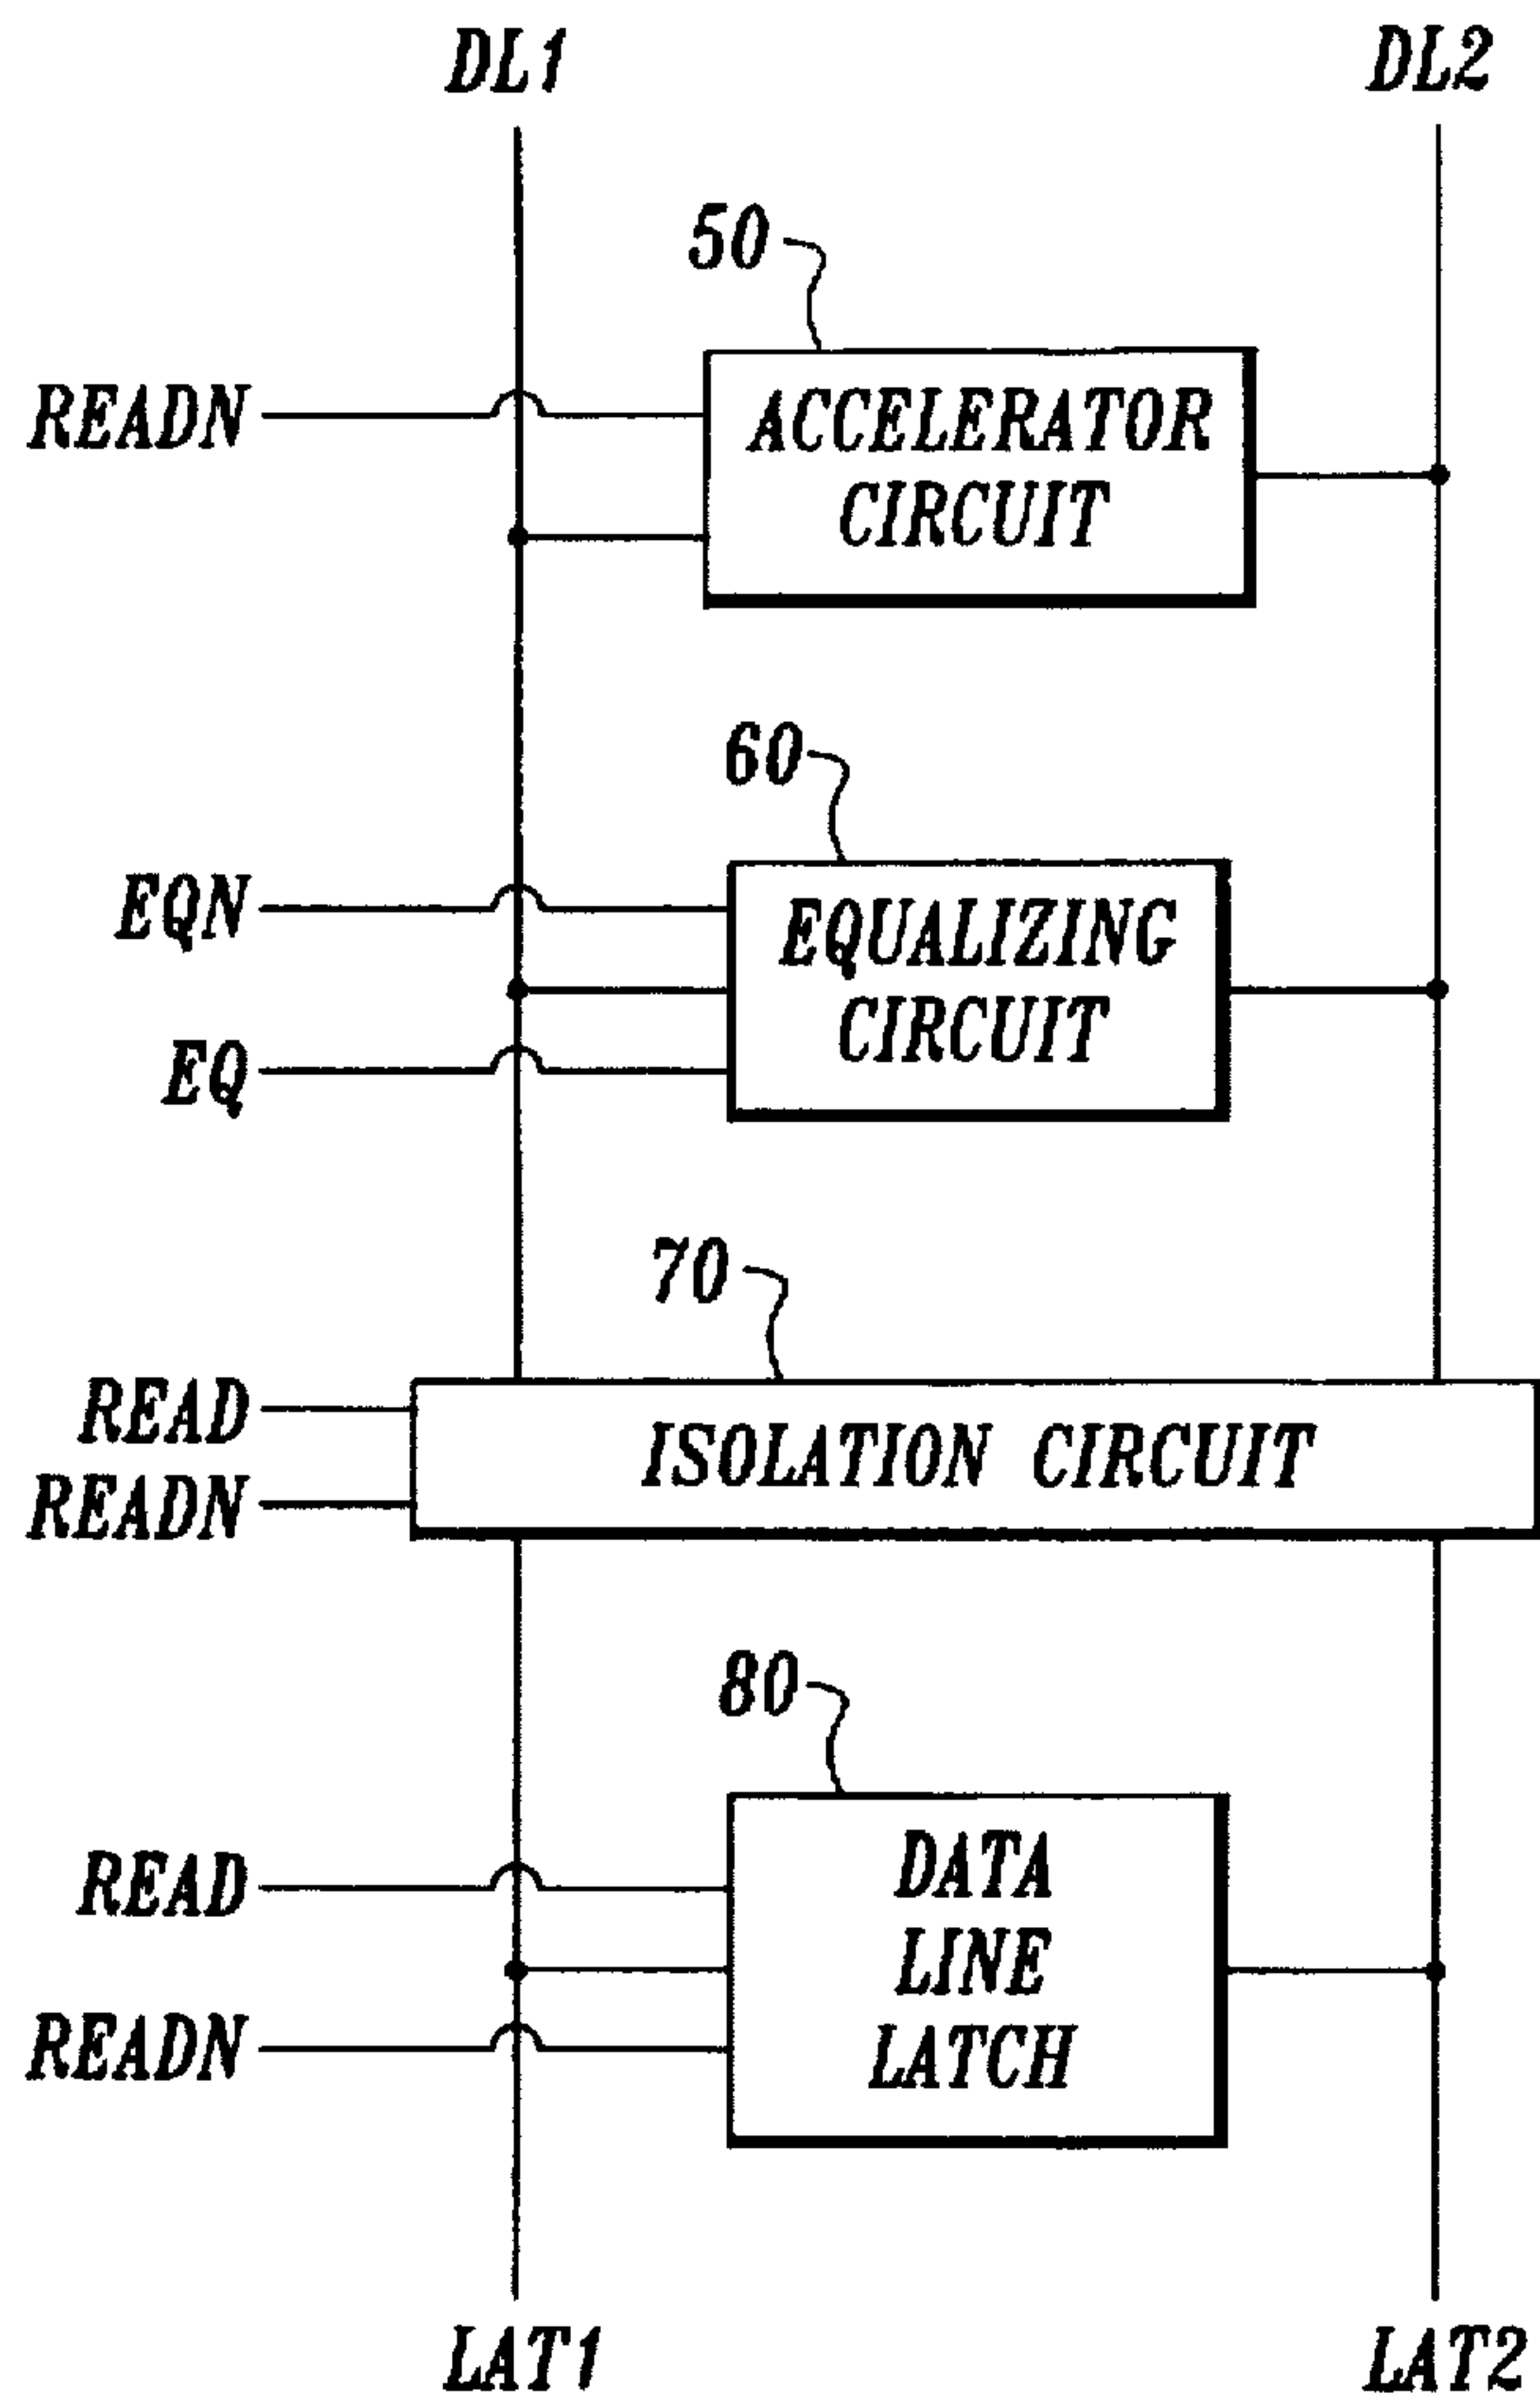 DL1 DL2
50
READN
ACCELERATOR
CIRCUIT
60
EQN
EQUALIZING
CIRCUIT
EQ
70
READ
ISOLATION CIRCUIT
READN
80
READ
DATA
LINE
LATCH
READN
LAT1 LAT2